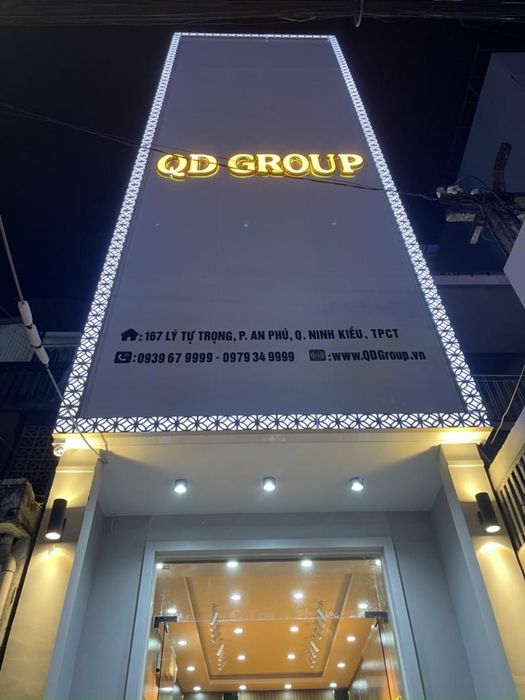 QD GROUP
: 167 LÝ TỰ TRỌNG, P. AN PHÚ, Q. NINH KIỀU, TPCT
: 0939 67 9999 - 0979 34 9999 : www.QDGroup.vn